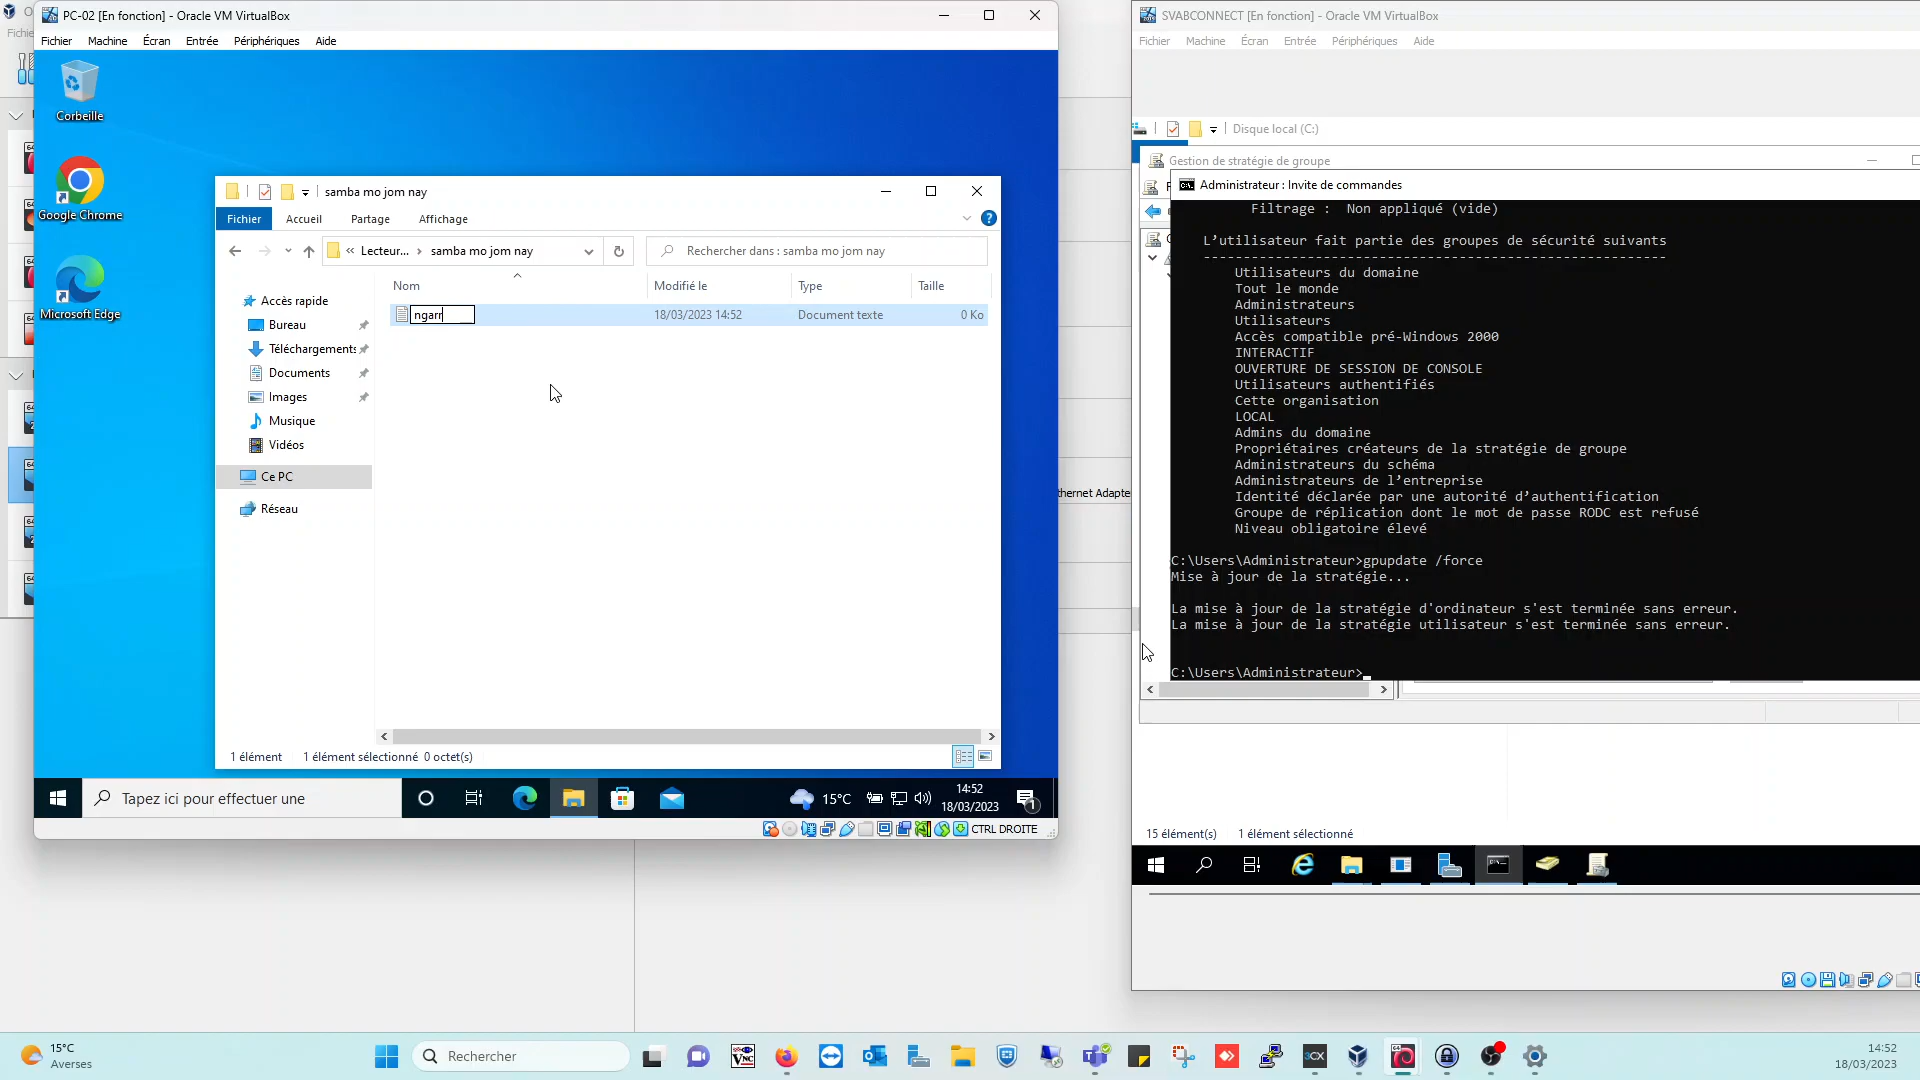 PC-02 [En fonction] - Oracle VM VirtualBox
Fichier Machine Écran Entrée Périphériques Aide
Corbeille
Google Chrome
Microsoft Edge
samba mo jom nay
Fichier Accueil Partage Affichage
« Lecteur... › samba mo jom nay
Rechercher dans : samba mo jom nay
Nom Modifié le Type Taille
ngarr 18/03/2023 14:52 Document texte 0 Ko
Accès rapide
Bureau
Téléchargements
Documents
Images
Musique
Vidéos
Ce PC
Réseau
1 élément 1 élément sélectionné 0 octet(s)
Tapez ici pour effectuer une
15°C
14:52
18/03/2023
1
CTRL DROITE
SVABCONNECT [En fonction] - Oracle VM VirtualBox
Fichier Machine Écran Entrée Périphériques Aide
Disque local (C:)
Gestion de stratégie de groupe
Administrateur : Invite de commandes
Filtrage : Non appliqué (vide)
L'utilisateur fait partie des groupes de sécurité suivants
----------------------------------------------------------
Utilisateurs du domaine
Tout le monde
Administrateurs
Utilisateurs
Accès compatible pré-Windows 2000
INTERACTIF
OUVERTURE DE SESSION DE CONSOLE
Utilisateurs authentifiés
Cette organisation
LOCAL
Admins du domaine
Propriétaires créateurs de la stratégie de groupe
Administrateurs du schéma
Administrateurs de l'entreprise
Identité déclarée par une autorité d'authentification
Groupe de réplication dont le mot de passe RODC est refusé
Niveau obligatoire élevé
C:\Users\Administrateur>gpupdate /force
Mise à jour de la stratégie...
La mise à jour de la stratégie d'ordinateur s'est terminée sans erreur.
La mise à jour de la stratégie utilisateur s'est terminée sans erreur.
C:\Users\Administrateur>
thernet Adapte
15 élément(s) 1 élément sélectionné
15°C
Averses
Rechercher
14:52
18/03/2023